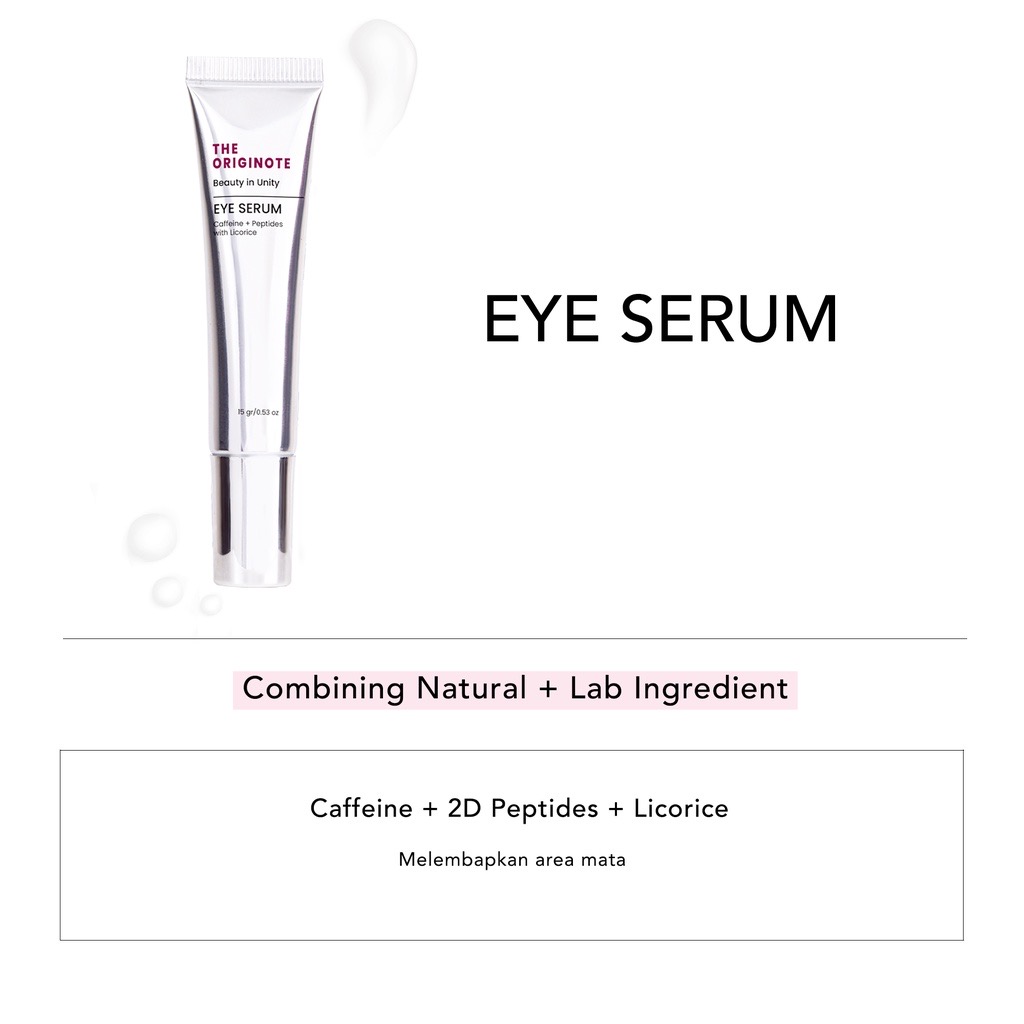 THE
ORIGINOTE
Beauty in Unity
EYE SERUM
Caffeine + Peptides
with Licorice
15 gr/0.53 oz
EYE SERUM
Combining Natural + Lab Ingredient
Caffeine + 2D Peptides + Licorice
Melembapkan area mata